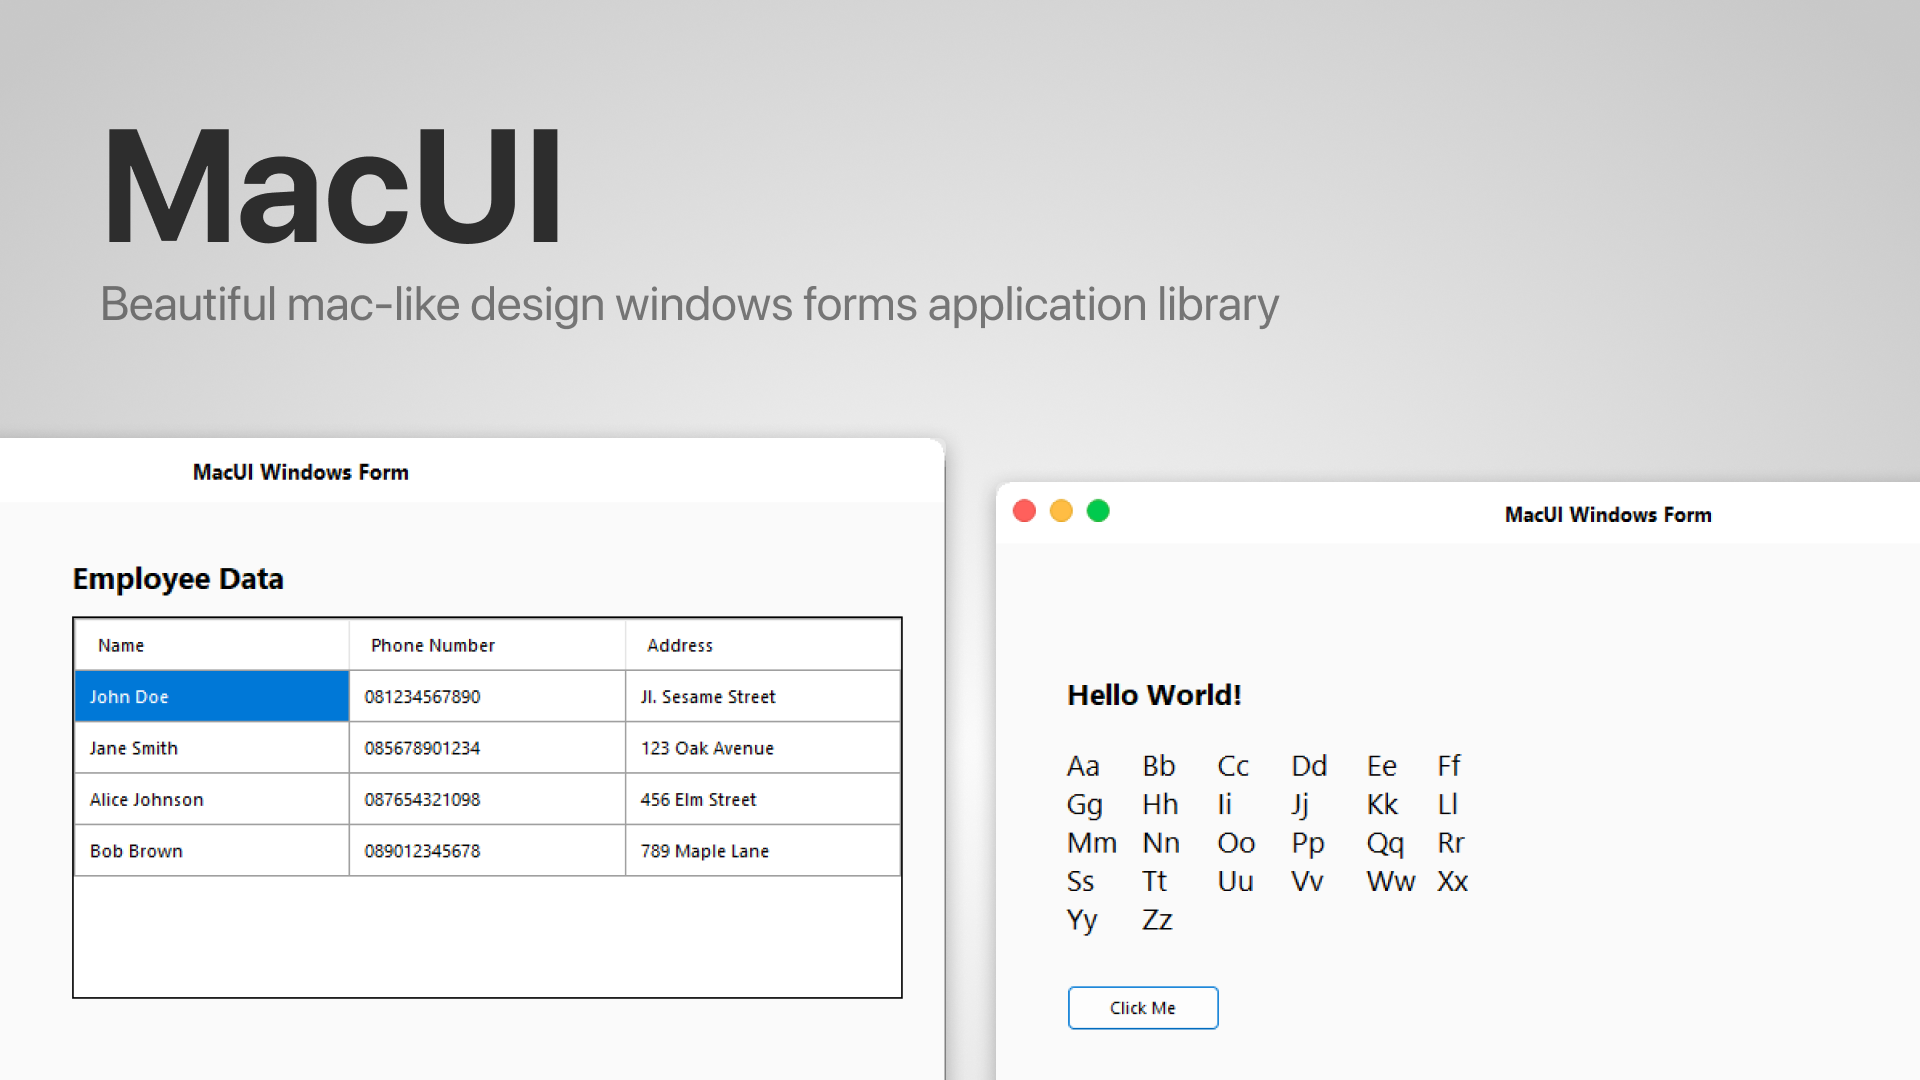 MacUI
Beautiful mac-like design windows forms application library
MacUI Windows Form
Employee Data
Name Phone Number Address
John Doe 081234567890 Jl. Sesame Street
Jane Smith 085678901234 123 Oak Avenue
Alice Johnson 087654321098 456 Elm Street
Bob Brown 089012345678 789 Maple Lane
MacUI Windows Form
Hello World!
Aa Bb Cc Dd Ee Ff
Gg Hh Ii Jj Kk Ll
Mm Nn Oo Pp Qq Rr
Ss Tt Uu Vv Ww Xx
Yy Zz
Click Me